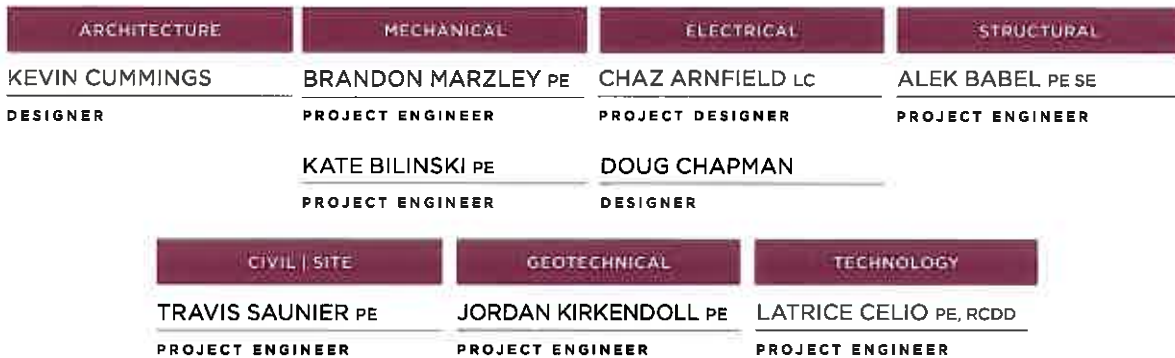 ARCHITECTURE
KEVIN CUMMINGS
DESIGNER
MECHANICAL
BRANDON MARZLEY PE
PROJECT ENGINEER
KATE BILINSKI PE
PROJECT ENGINEER
ELECTRICAL
CHAZ ARNFIELD LC
PROJECT DESIGNER
DOUG CHAPMAN
DESIGNER
STRUCTURAL
ALEK BABEL PE SE
PROJECT ENGINEER
CIVIL | SITE
TRAVIS SAUNIER PE
PROJECT ENGINEER
GEOTECHNICAL
JORDAN KIRKENDOLL PE
PROJECT ENGINEER
TECHNOLOGY
LATRICE CELIO PE, RCDD
PROJECT ENGINEER